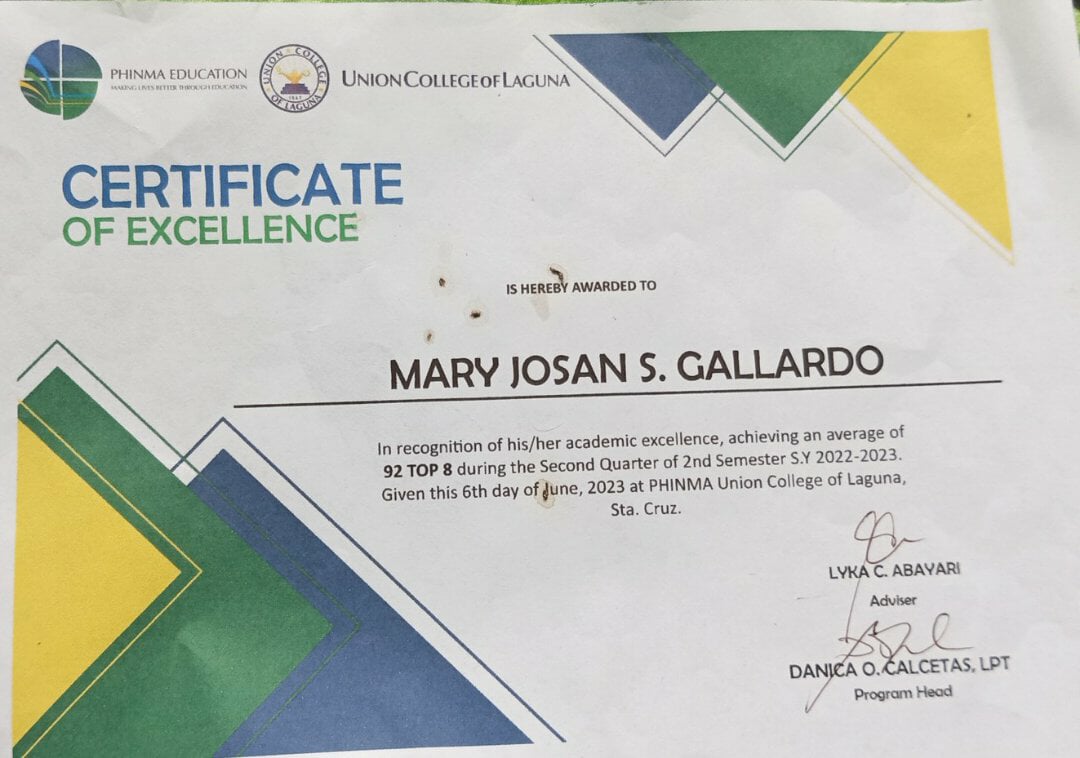 PHINMA EDUCATION
MAKING LIVES BETTER THROUGH EDUCATION
UNION COLLEGE OF LAGUNA
UNION COLLEGE OF LAGUNA
CERTIFICATE
OF EXCELLENCE
IS HEREBY AWARDED TO
MARY JOSAN S. GALLARDO
In recognition of his/her academic excellence, achieving an average of
92 TOP 8 during the Second Quarter of 2nd Semester S.Y 2022-2023.
Given this 6th day of June, 2023 at PHINMA Union College of Laguna,
Sta. Cruz.
LYKA C. ABAYARI
Adviser
DANICA O. CALCETAS, LPT
Program Head